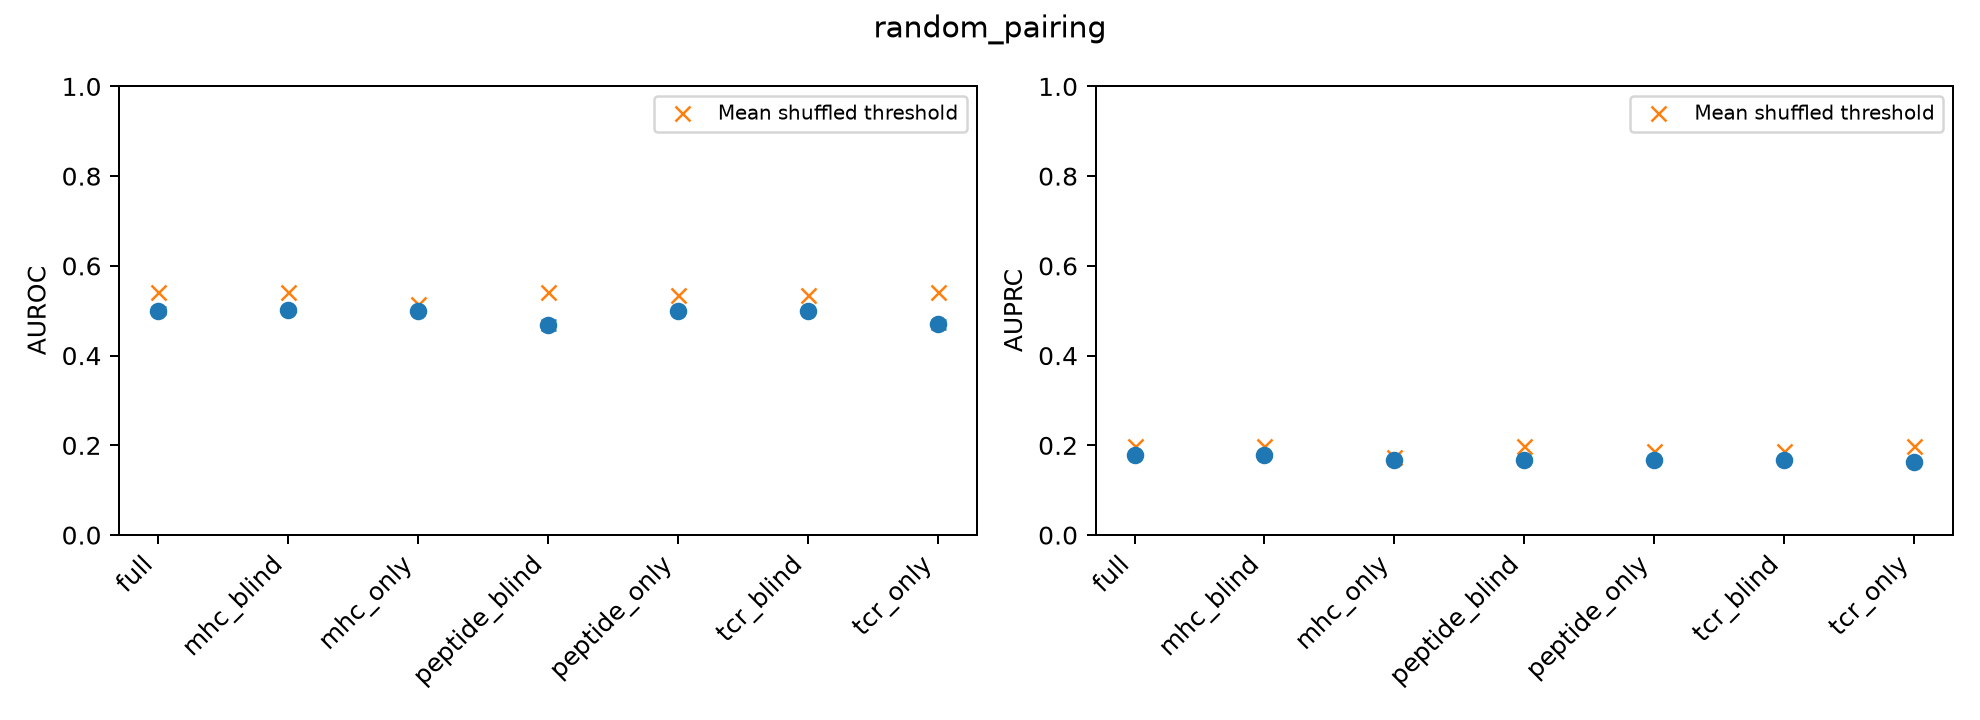 random_pairing
AUROC
1.0
0.8
0.6
0.4
0.2
0.0
Mean shuffled threshold
full
mhc_blind
mhc_only
peptide_blind
peptide_only
tcr_blind
tcr_only
AUPRC
1.0
0.8
0.6
0.4
0.2
0.0
Mean shuffled threshold
full
mhc_blind
mhc_only
peptide_blind
peptide_only
tcr_blind
tcr_only